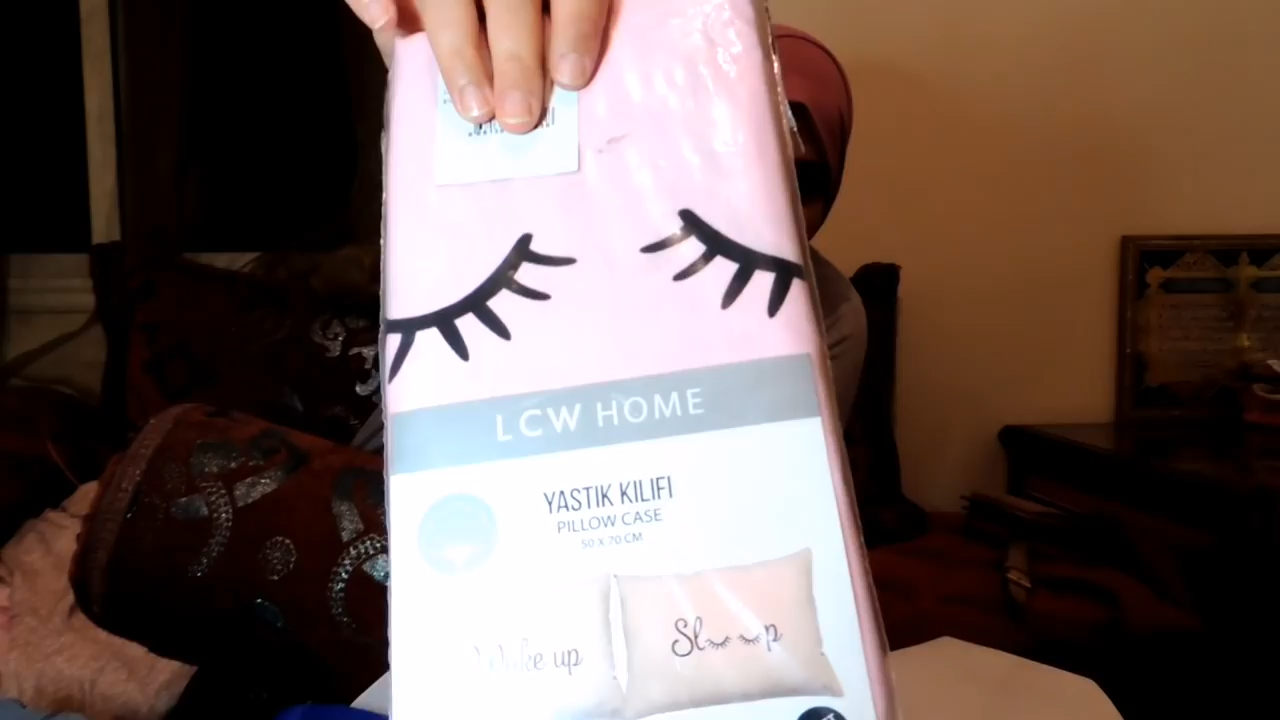 LCW HOME
YASTIK KILIFI
PILLOW CASE
50 X 70 CM
Wake up
Sleep